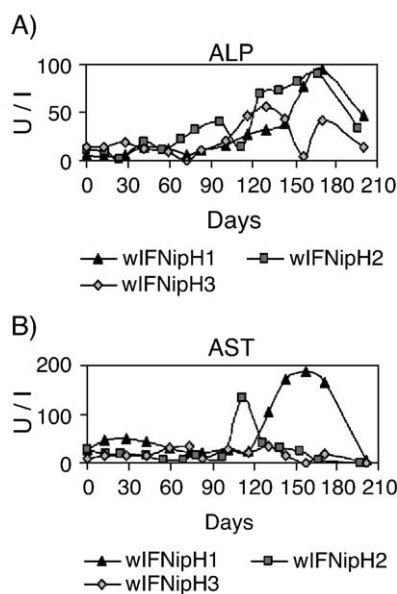 A)
ALP
100
50
0
U / I
0 30 60 90 120 150 180 210
Days
wIFNipH1 wIFNipH2
wIFNipH3
B)
AST
200
100
0
U / I
0 30 60 90 120 150 180 210
Days
wIFNipH1 wIFNipH2
wIFNipH3